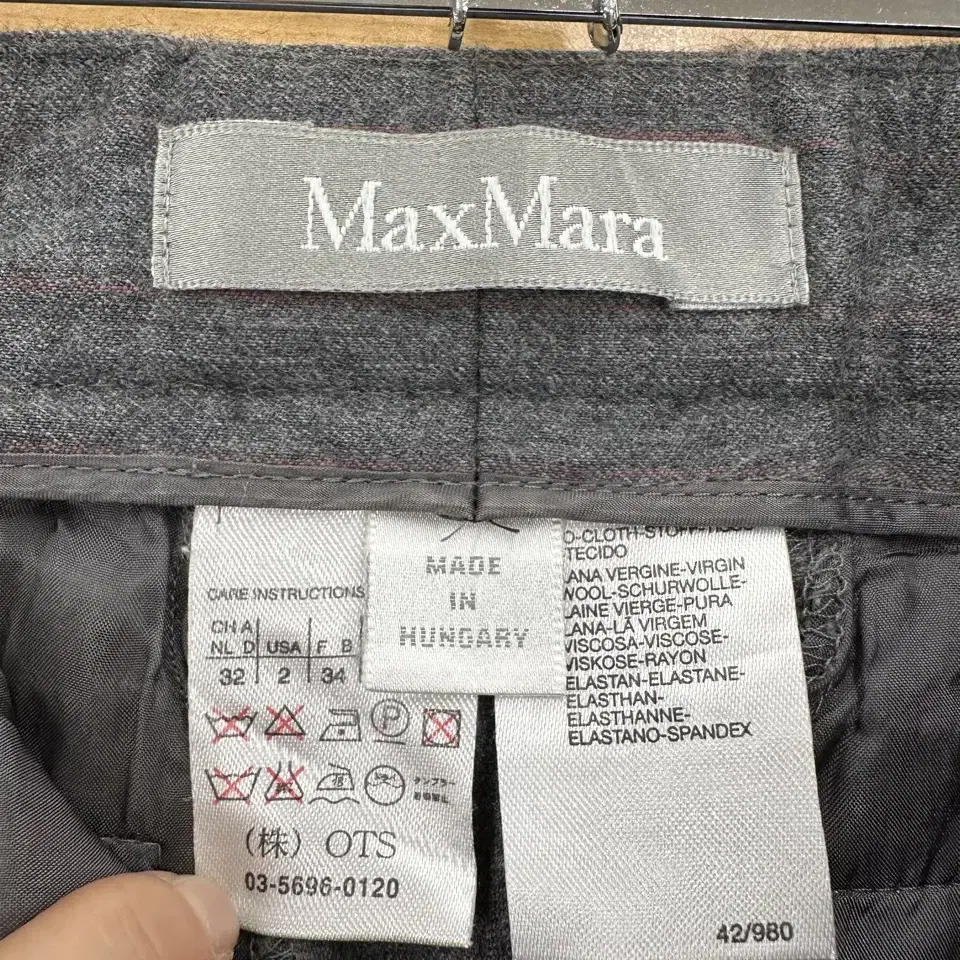 MaxMara
CARE INSTRUCTIONS
CH A
NL D USA F B
32 2 34
P
(株) OTS
03-5696-0120
MADE
IN
HUNGARY
O-CLOTH-
TECIDO
LANA VERGINE-VIRGIN
WOOL-SCHURWOLLE-
LAINE VIERGE-PURA
LANA-LÃ VIRGEM
VISCOSA-VISCOSE-
VISKOSE-RAYON
ELASTAN-ELASTANE-
ELASTHAN-
ELASTHANNE-
ELASTANO-SPANDEX
42/980